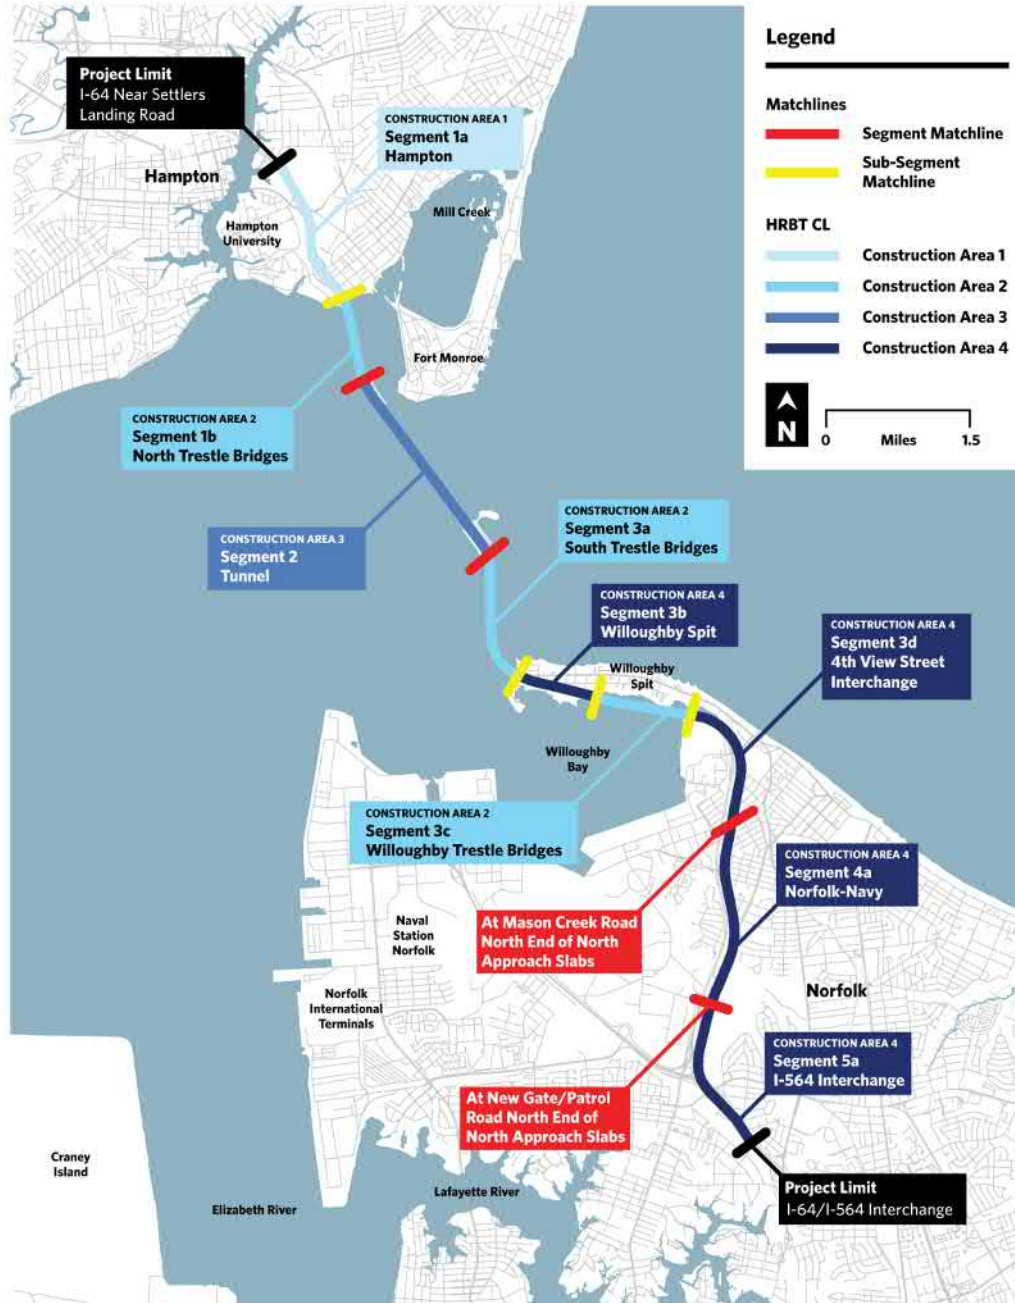 Legend
Matchlines
Segment Matchline
Sub-Segment
Matchline
HRBT CL
Construction Area 1
Construction Area 2
Construction Area 3
Construction Area 4
N
0 Miles 1.5
Project Limit
I-64 Near Settlers
Landing Road
CONSTRUCTION AREA 1
Segment 1a
Hampton
Hampton
Hampton
University
Mill Creek
Fort Monroe
CONSTRUCTION AREA 2
Segment 1b
North Trestle Bridges
CONSTRUCTION AREA 3
Segment 2
Tunnel
CONSTRUCTION AREA 2
Segment 3a
South Trestle Bridges
CONSTRUCTION AREA 4
Segment 3b
Willoughby Spit
CONSTRUCTION AREA 4
Segment 3d
4th View Street
Interchange
Willoughby
Spit
Willoughby
Bay
CONSTRUCTION AREA 2
Segment 3c
Willoughby Trestle Bridges
CONSTRUCTION AREA 4
Segment 4a
Norfolk-Navy
At Mason Creek Road
North End of North
Approach Slabs
Naval
Station
Norfolk
Norfolk
International
Terminals
Norfolk
CONSTRUCTION AREA 4
Segment 5a
I-564 Interchange
At New Gate/Patrol
Road North End of
North Approach Slabs
Craney
Island
Elizabeth River
Lafayette River
Project Limit
I-64/I-564 Interchange